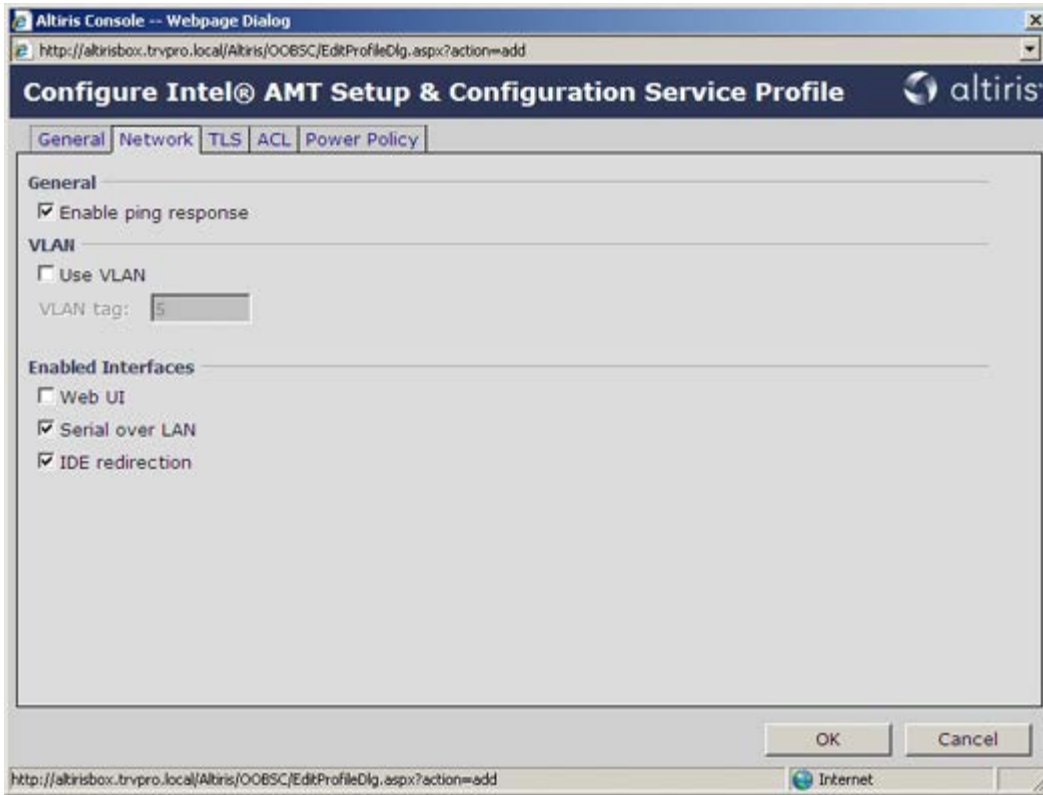 Altiris Console -- Webpage Dialog
http://altirisbox.trvpro.local/Altiris/OOBSC/EditProfileDlg.aspx?action=add
Configure Intel® AMT Setup & Configuration Service Profile
altiris
General Network TLS ACL Power Policy
General
Enable ping response
VLAN
Use VLAN
VLAN tag: 5
Enabled Interfaces
Web UI
Serial over LAN
IDE redirection
OK Cancel
http://altirisbox.trvpro.local/Altiris/OOBSC/EditProfileDlg.aspx?action=add Internet